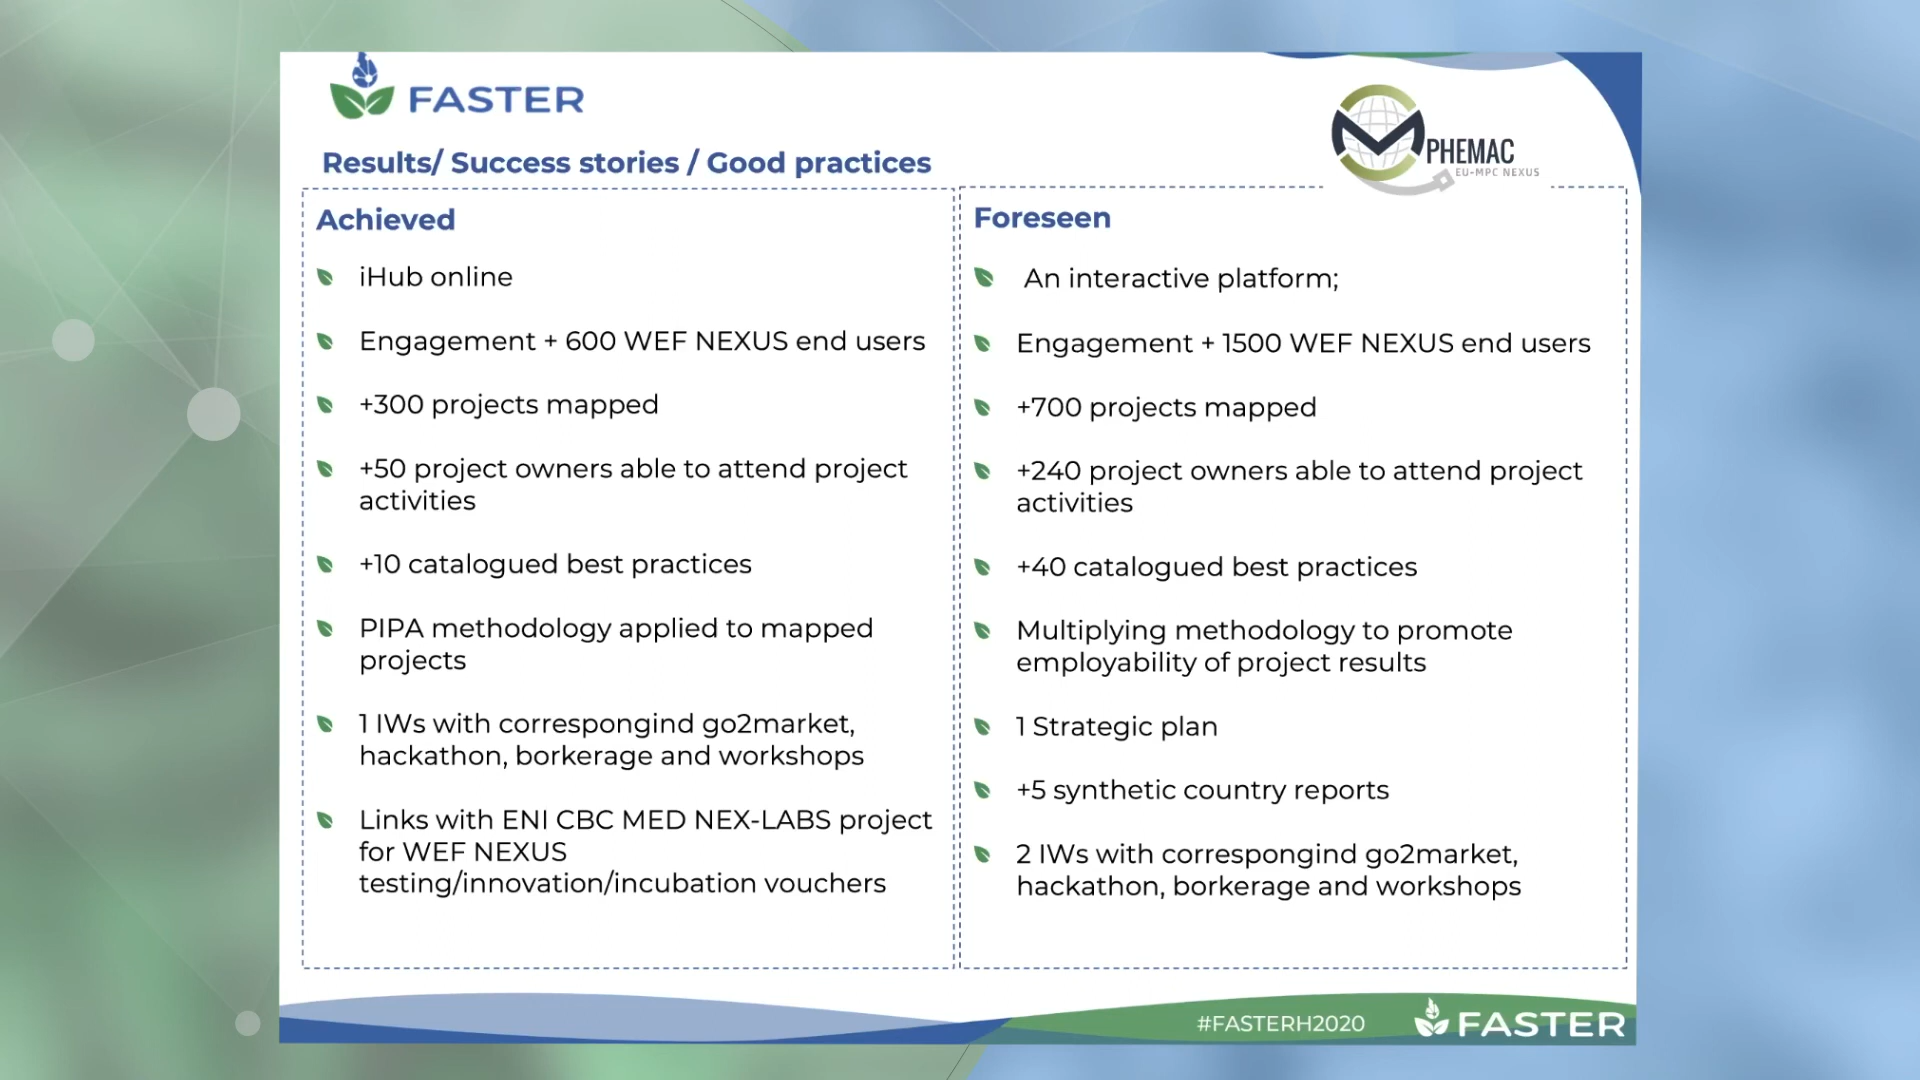 FASTER
PHEMAC
EU-MPC NEXUS
Results/ Success stories / Good practices
Achieved
iHub online
Engagement + 600 WEF NEXUS end users
+300 projects mapped
+50 project owners able to attend project
activities
+10 catalogued best practices
PIPA methodology applied to mapped
projects
1 IWs with correspongind go2market,
hackathon, borkerage and workshops
Links with ENI CBC MED NEX-LABS project
for WEF NEXUS
testing/innovation/incubation vouchers
Foreseen
An interactive platform;
Engagement + 1500 WEF NEXUS end users
+700 projects mapped
+240 project owners able to attend project
activities
+40 catalogued best practices
Multiplying methodology to promote
employability of project results
1 Strategic plan
+5 synthetic country reports
2 IWs with correspongind go2market,
hackathon, borkerage and workshops
#FASTERH2020
FASTER